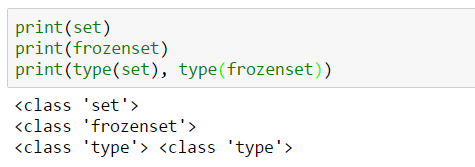 print(set)
print(frozenset)
print(type(set), type(frozenset))
<class 'set'>
<class 'frozenset'>
<class 'type'> <class 'type'>